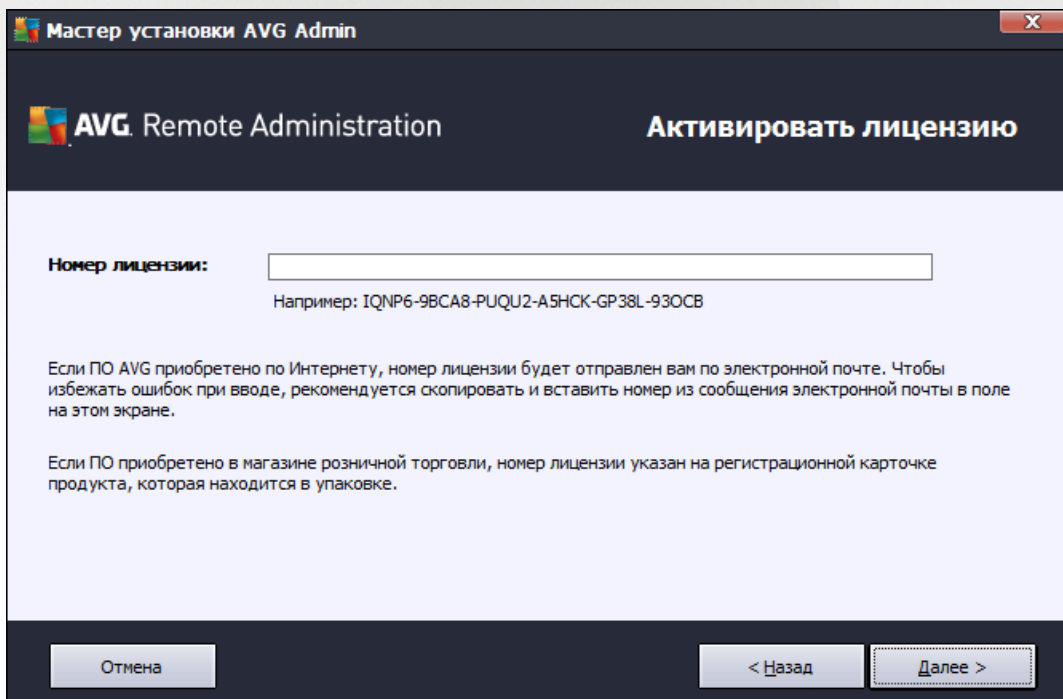 Мастер установки AVG Admin
AVG. Remote Administration
Активировать лицензию
Номер лицензии:
Например: IQNP6-9BCA8-PUQU2-A5HCK-GP38L-93OCB
Если ПО AVG приобретено по Интернету, номер лицензии будет отправлен вам по электронной почте. Чтобы
избежать ошибок при вводе, рекомендуется скопировать и вставить номер из сообщения электронной почты в поле
на этом экране.
Если ПО приобретено в магазине розничной торговли, номер лицензии указан на регистрационной карточке
продукта, которая находится в упаковке.
Отмена
< Назад
Далее >